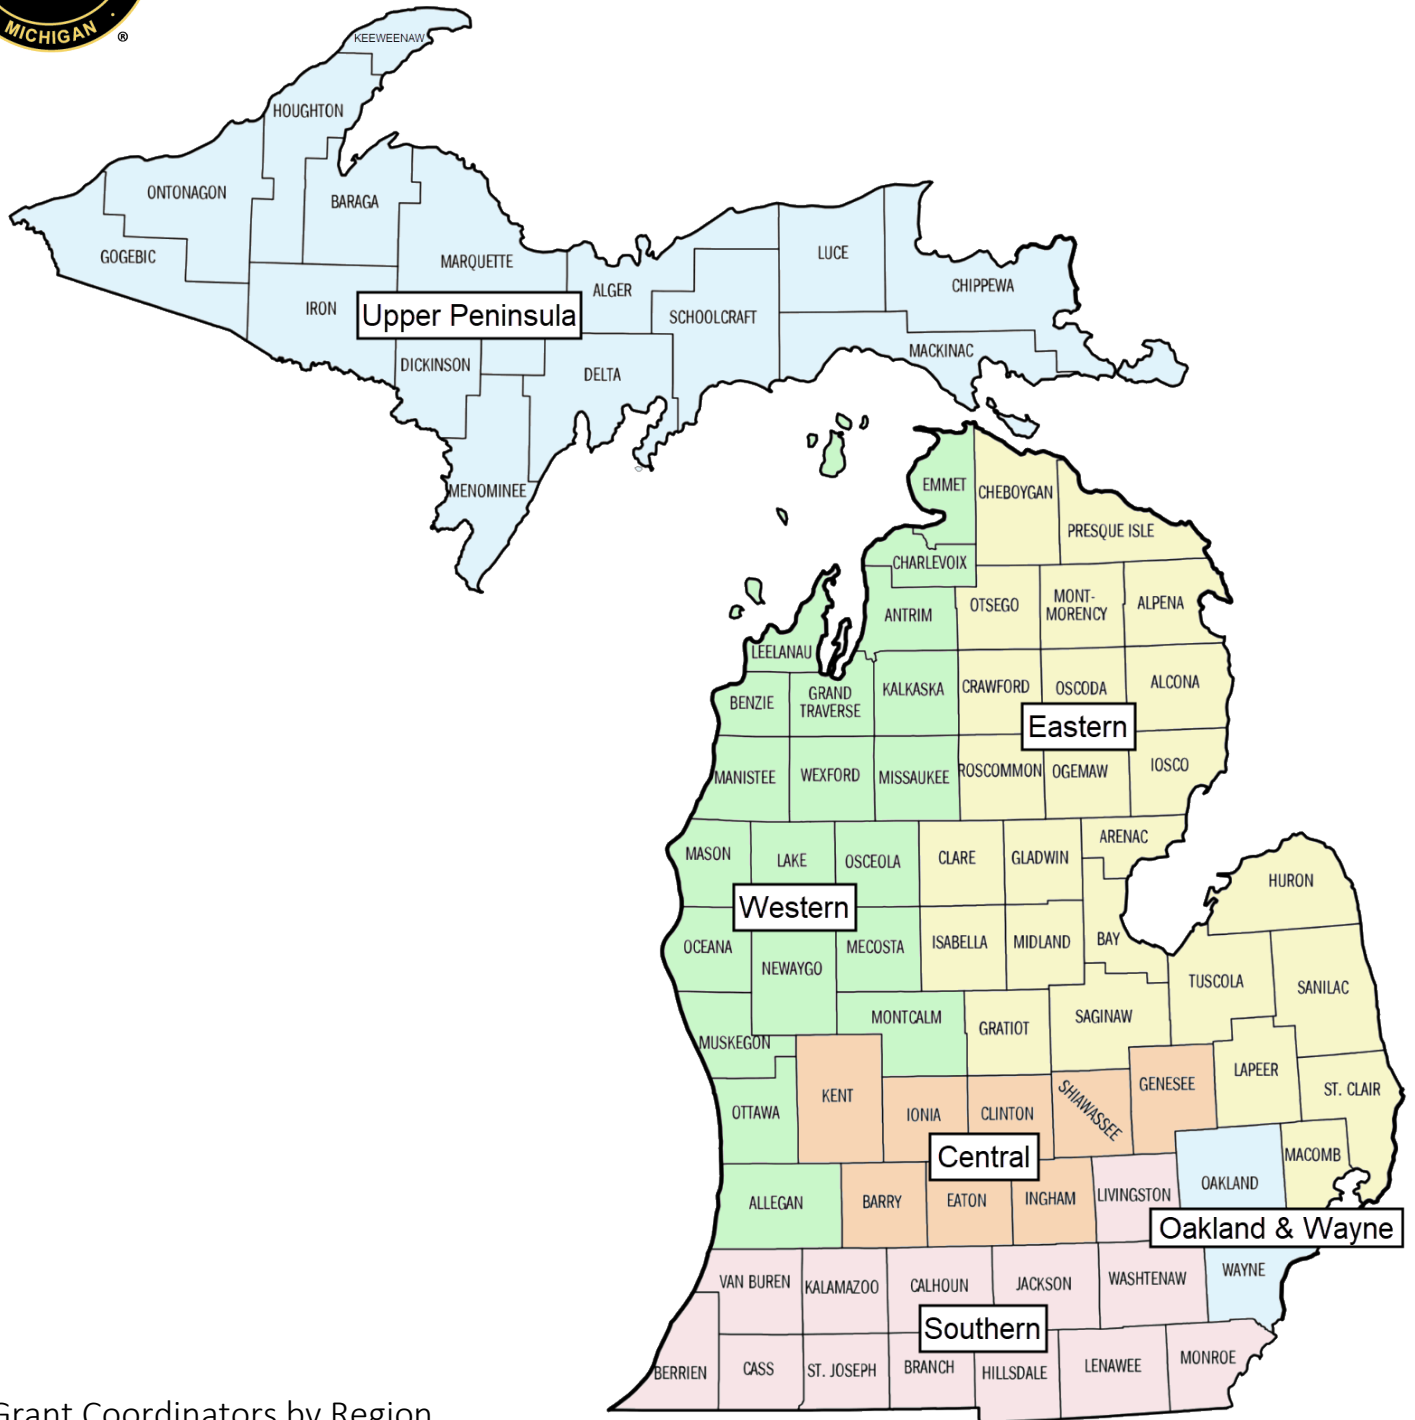 MICHIGAN
®
KEEWEENAW
HOUGHTON
ONTONAGON
BARAGA
GOGEBIC
MARQUETTE
LUCE
CHIPPEWA
ALGER
IRON
Upper Peninsula
SCHOOLCRAFT
MACKINAC
DICKINSON
DELTA
MENOMINEE
EMMET
CHEBOYGAN
PRESQUE ISLE
CHARLEVOIX
ANTRIM
OTSEGO
MONT-
MORENCY
ALPENA
LEELANAU
BENZIE
GRAND
TRAVERSE
KALKASKA
CRAWFORD
OSCODA
ALCONA
Eastern
MANISTEE
WEXFORD
MISSAUKEE
ROSCOMMON
OGEMAW
IOSCO
MASON
LAKE
OSCEOLA
CLARE
GLADWIN
ARENAC
HURON
Western
OCEANA
NEWAYGO
MECOSTA
ISABELLA
MIDLAND
BAY
TUSCOLA
SANILAC
MUSKEGON
MONTCALM
GRATIOT
SAGINAW
LAPEER
ST. CLAIR
OTTAWA
KENT
IONIA
CLINTON
SHIAWASSEE
GENESEE
Central
MACOMB
ALLEGAN
BARRY
EATON
INGHAM
LIVINGSTON
OAKLAND
Oakland & Wayne
VAN BUREN
KALAMAZOO
CALHOUN
JACKSON
WASHTENAW
WAYNE
Southern
BERRIEN
CASS
ST. JOSEPH
BRANCH
HILLSDALE
LENAWEE
MONROE
Grant Coordinators by Region